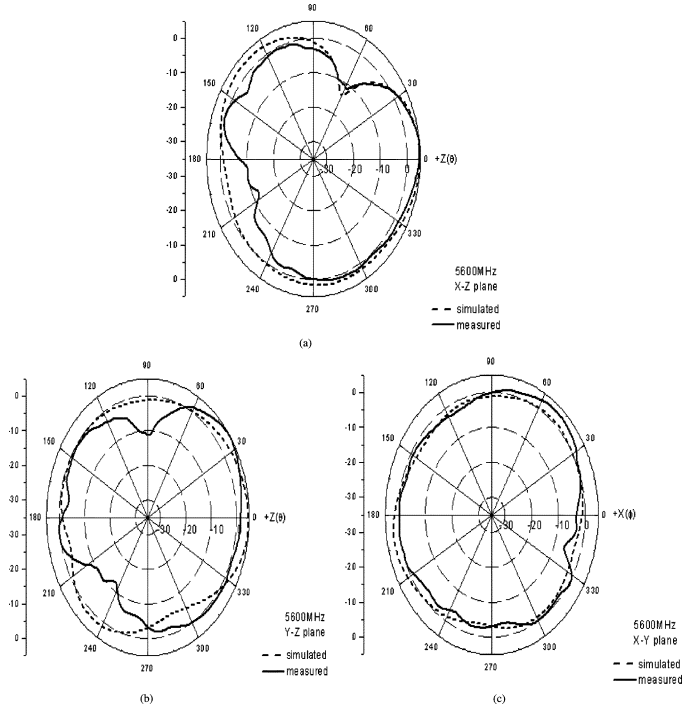 90
120 60
0
-10
-20
-30
-30
-20
-10
0
150 30
180 -30 -20 -10 0 +Z(θ)
210 330
240 300
270
5600MHz
X-Z plane
simulated
measured
(a)
90
120 60
0
-10
-20
-30
-30
-20
-10
0
150 30
180 -30 -20 -10 0 +Z(θ)
210 330
240 300
270
5600MHz
Y-Z plane
simulated
measured
(b)
90
120 60
0
-10
-20
-30
-30
-20
-10
0
150 30
180 -30 -20 -10 0 +X(ϕ)
210 330
240 300
270
5600MHz
X-Y plane
simulated
measured
(c)